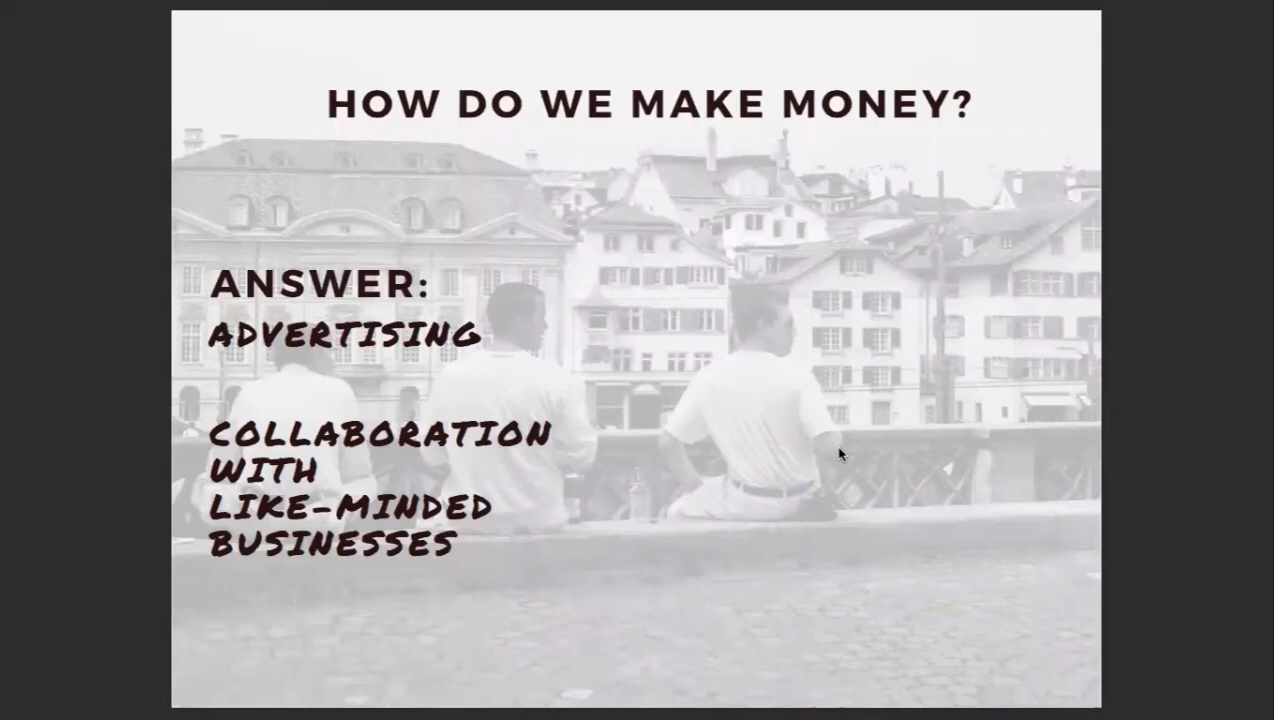 HOW DO WE MAKE MONEY?
ANSWER:
ADVERTISING
COLLABORATION
WITH
LIKE-MINDED
BUSINESSES